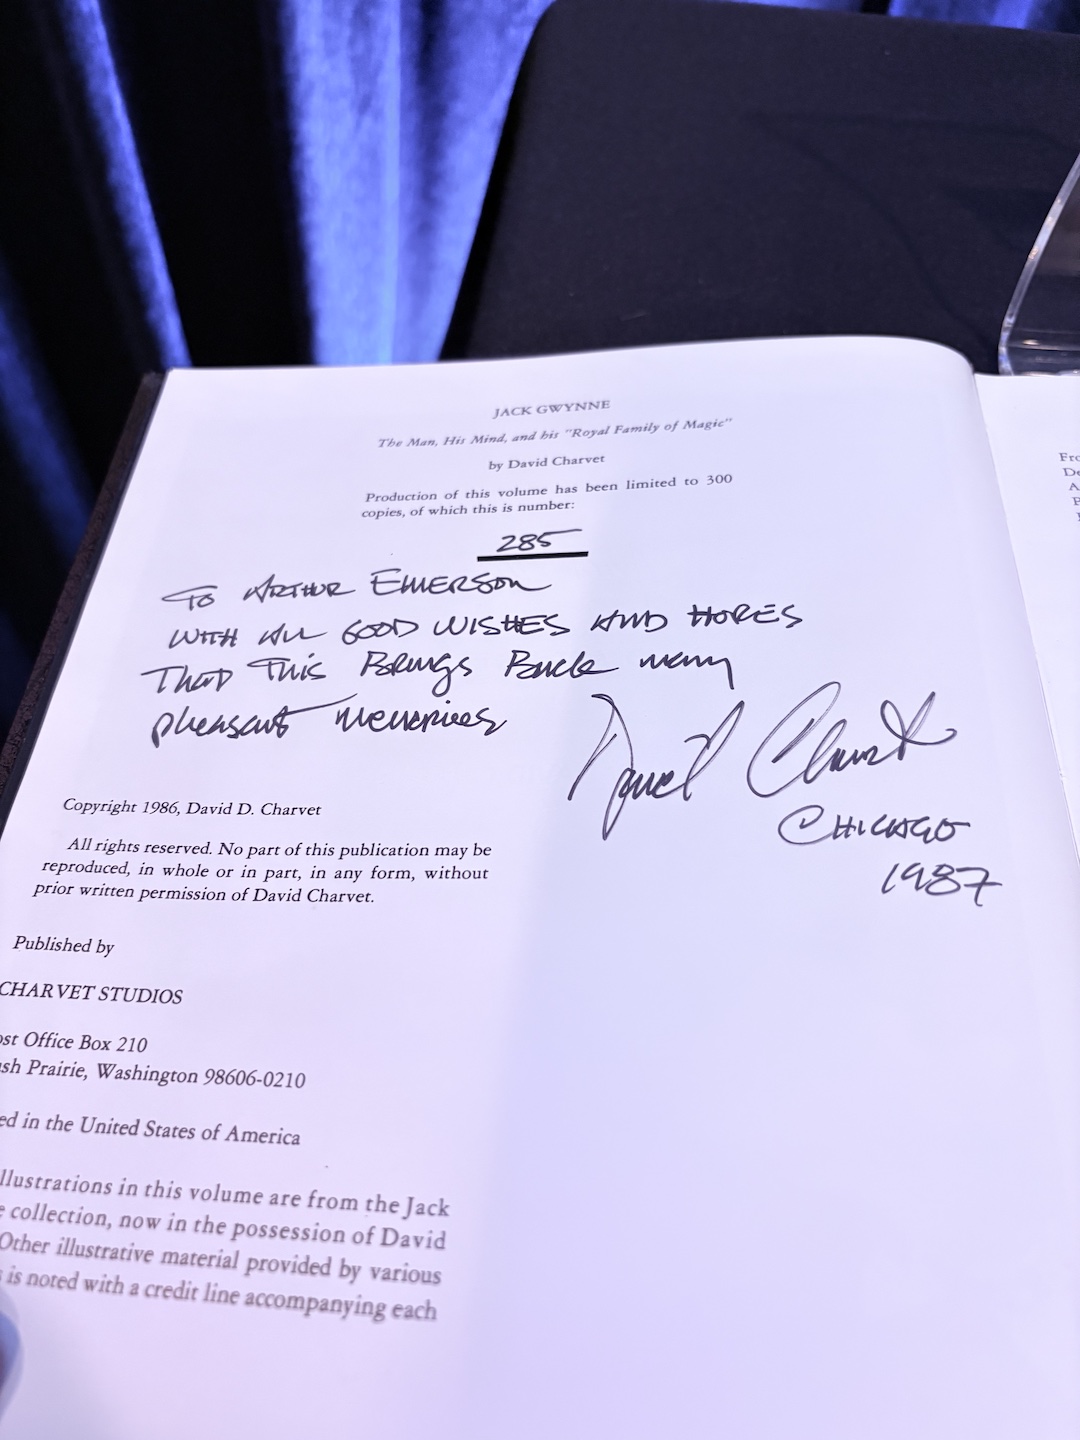 JACK GWYNNE
The Man, His Mind, and his "Royal Family of Magic"
by David Charvet
Production of this volume has been limited to 300
copies, of which this is number:
285
TO ARTHUR EMERSON
WITH ALL GOOD WISHES AND HOPES
THAT THIS BRINGS BACK MANY
PLEASANT MEMORIES
David Charvet
CHICAGO
1987
Copyright 1986, David D. Charvet
All rights reserved. No part of this publication may be
reproduced, in whole or in part, in any form, without
prior written permission of David Charvet.
Published by
CHARVET STUDIOS
ost Office Box 210
ush Prairie, Washington 98606-0210
ed in the United States of America
llustrations in this volume are from the Jack
e collection, now in the possession of David
Other illustrative material provided by various
s is noted with a credit line accompanying each